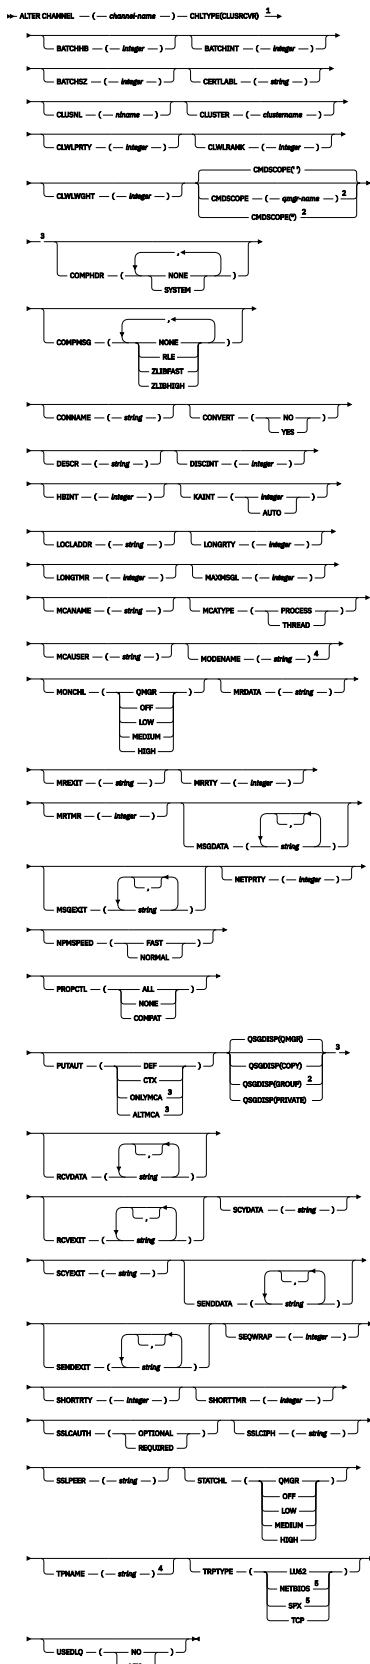 ALTER CHANNEL — ( — channel-name — ) — CHLTYPE(CLUSRCVR) 1
BATCHHB — ( — integer — ) BATCHINT — ( — integer — )
BATCHSZ — ( — integer — ) CERTLABL — ( — string — )
CLUSNL — ( — nlname — ) CLUSTER — ( — clustername — )
CLWLPRTY — ( — integer — ) CLWLRANK — ( — integer — )
CMDSCOPE(' ')
CLWLWGHT — ( — integer — ) CMDSCOPE — ( — qmgr-name — ) 2
CMDSCOPE(*) 2
3
,
COMPHDR — ( NONE )
SYSTEM
,
COMPMSG — ( NONE )
RLE
ZLIBFAST
ZLIBHIGH
CONNAME — ( — string — ) CONVERT — ( NO )
YES
DESCR — ( — string — ) DISCINT — ( — integer — )
HBINT — ( — integer — ) KAINT — ( integer )
AUTO
LOCLADDR — ( — string — ) LONGRTY — ( — integer — )
LONGTMR — ( — integer — ) MAXMSGL — ( — integer — )
MCANAME — ( — string — ) MCATYPE — ( PROCESS )
THREAD
MCAUSER — ( — string — ) MODENAME — ( — string — ) 4
MONCHL — ( QMGR ) MRDATA — ( — string — )
OFF
LOW
MEDIUM
HIGH
MREXIT — ( — string — ) MRRTY — ( — integer — )
MRTMR — ( — integer — ) ,
MSGDATA — ( string )
,
MSGEXIT — ( string ) NETPRTY — ( — integer — )
NPMSPEED — ( FAST )
NORMAL
PROPCTL — ( ALL )
NONE
COMPAT
QSGDISP(QMGR)
PUTAUT — ( DEF ) QSGDISP(COPY) 3
CTX QSGDISP(GROUP) 2
ONLYMCA 3 QSGDISP(PRIVATE)
ALTMCA 3
,
RCVDATA — ( string )
,
RCVEXIT — ( string ) SCYDATA — ( — string — )
SCYEXIT — ( — string — ) ,
SENDDATA — ( string )
,
SENDEXIT — ( string ) SEQWRAP — ( — integer — )
SHORTRTY — ( — integer — ) SHORTTMR — ( — integer — )
SSLCAUTH — ( OPTIONAL ) SSLCIPH — ( — string — )
REQUIRED
SSLPEER — ( — string — ) STATCHL — ( QMGR )
OFF
LOW
MEDIUM
HIGH
TPNAME — ( — string — ) 4 TRPTYPE — ( LU62 )
NETBIOS 5
SPX 5
TCP
USEDLQ — ( NO )